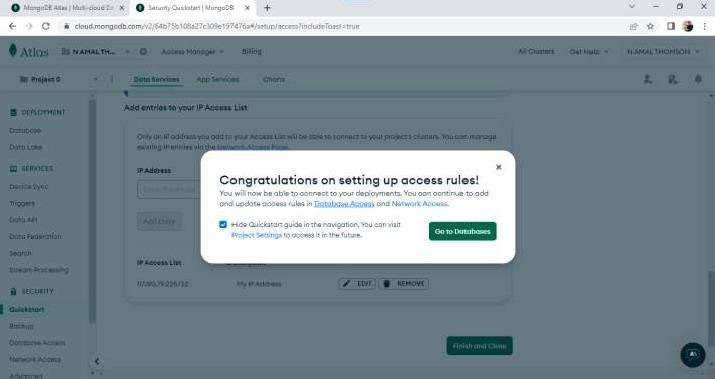 MongoDB Atlas | Multi-cloud Da
Security Quickstart | MongoDB
cloud.mongodb.com/v2/64b75b108a27c309e197476a#/setup/access?includeToast=true
Atlas
N AMAL TH...
Access Manager
Billing
All Clusters
Get Help
N AMAL THOMSON
Project 0
Data Services
App Services
Charts
DEPLOYMENT
Database
Data Lake
SERVICES
Device Sync
Triggers
Data API
Data Federation
Search
Stream Processing
SECURITY
Quickstart
Backup
Database Access
Network Access
Advanced
Add entries to your IP Access List
Only an IP address you add to your Access List will be able to connect to your project's clusters. You can manage
existing IP entries via the Network Access Page.
IP Address
Add Entry
Congratulations on setting up access rules!
You will now be able to connect to your deployments. You can continue to add
and update access rules in Database Access and Network Access.
Hide Quickstart guide in the navigation. You can visit
Project Settings to access it in the future.
Go to Databases
IP Access List
My IP Address
EDIT
REMOVE
Finish and Close